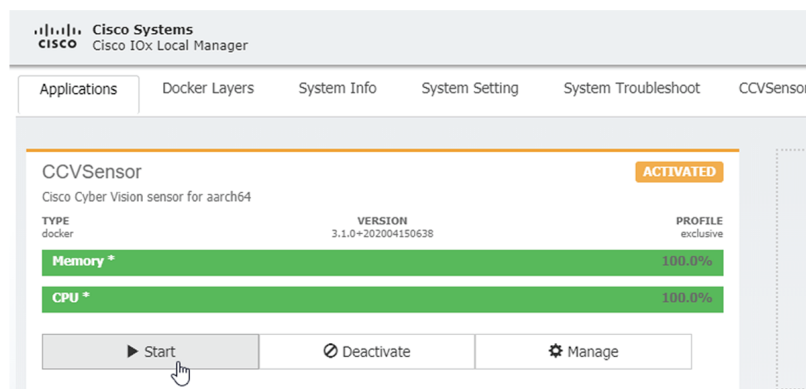 Cisco Systems
CISCO Cisco IOx Local Manager
Applications Docker Layers System Info System Setting System Troubleshoot CCVSensor
CCVSensor ACTIVATED
Cisco Cyber Vision sensor for aarch64
TYPE VERSION PROFILE
docker 3.1.0+202004150638 exclusive
Memory * 100.0%
CPU * 100.0%
Start Deactivate Manage